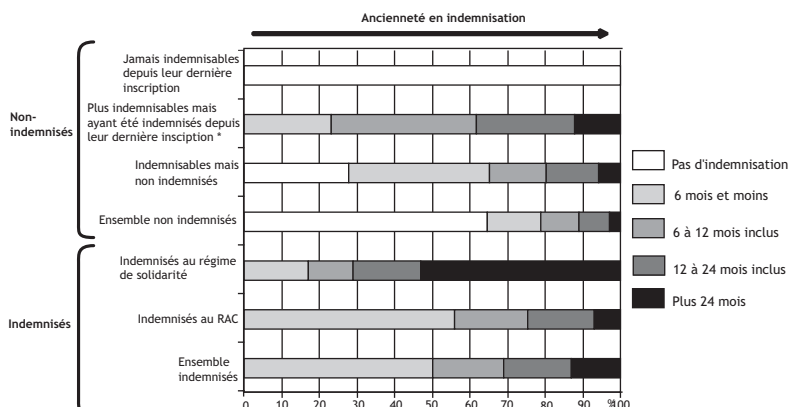 Ancienneté en indemnisation
Jamais indemnisables
depuis leur dernière
inscription
Plus indemnisables mais
ayant été indemnisés depuis
leur dernière insciption *
Indemnisables mais
non indemnisés
Ensemble non indemnisés
Non-
indemnisés
Indemnisés au régime
de solidarité
Indemnisés au RAC
Ensemble
indemnisés
Indemnisés
0 10 20 30 40 50 60 70 80 90 % 100
Pas d'indemnisation
6 mois et moins
6 à 12 mois inclus
12 à 24 mois inclus
Plus 24 mois